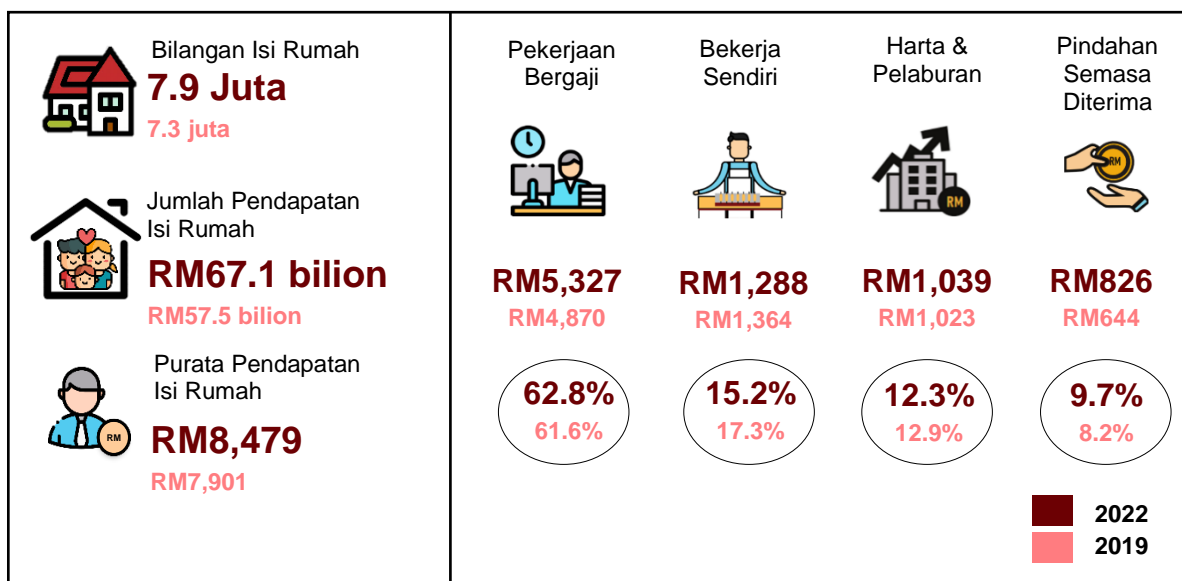 Bilangan Isi Rumah
7.9 Juta
7.3 juta
Jumlah Pendapatan
Isi Rumah
RM67.1 bilion
RM57.5 bilion
Purata Pendapatan
Isi Rumah
RM
RM8,479
RM7,901
Pekerjaan
Bergaji
RM5,327
RM4,870
62.8%
61.6%
Bekerja
Sendiri
RM1,288
RM1,364
15.2%
17.3%
Harta &
Pelaburan
RM
RM1,039
RM1,023
12.3%
12.9%
Pindahan
Semasa
Diterima
RM
RM826
RM644
9.7%
8.2%
2022
2019